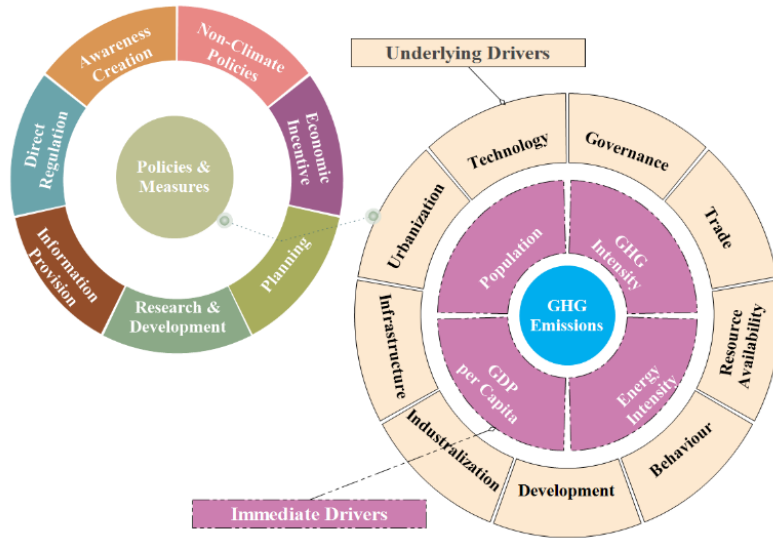 Underlying Drivers
Awareness
Creation
Non-Climate
Policies
Economic
Incentive
Planning
Research &
Development
Information
Provision
Direct
Regulation
Policies &
Measures
Technology
Governance
Trade
Resource
Availability
Behaviour
Development
Industralization
Infrastructure
Urbanization
Population
GHG
Intensity
Energy
Intensity
GDP
per Capita
GHG
Emissions
Immediate Drivers